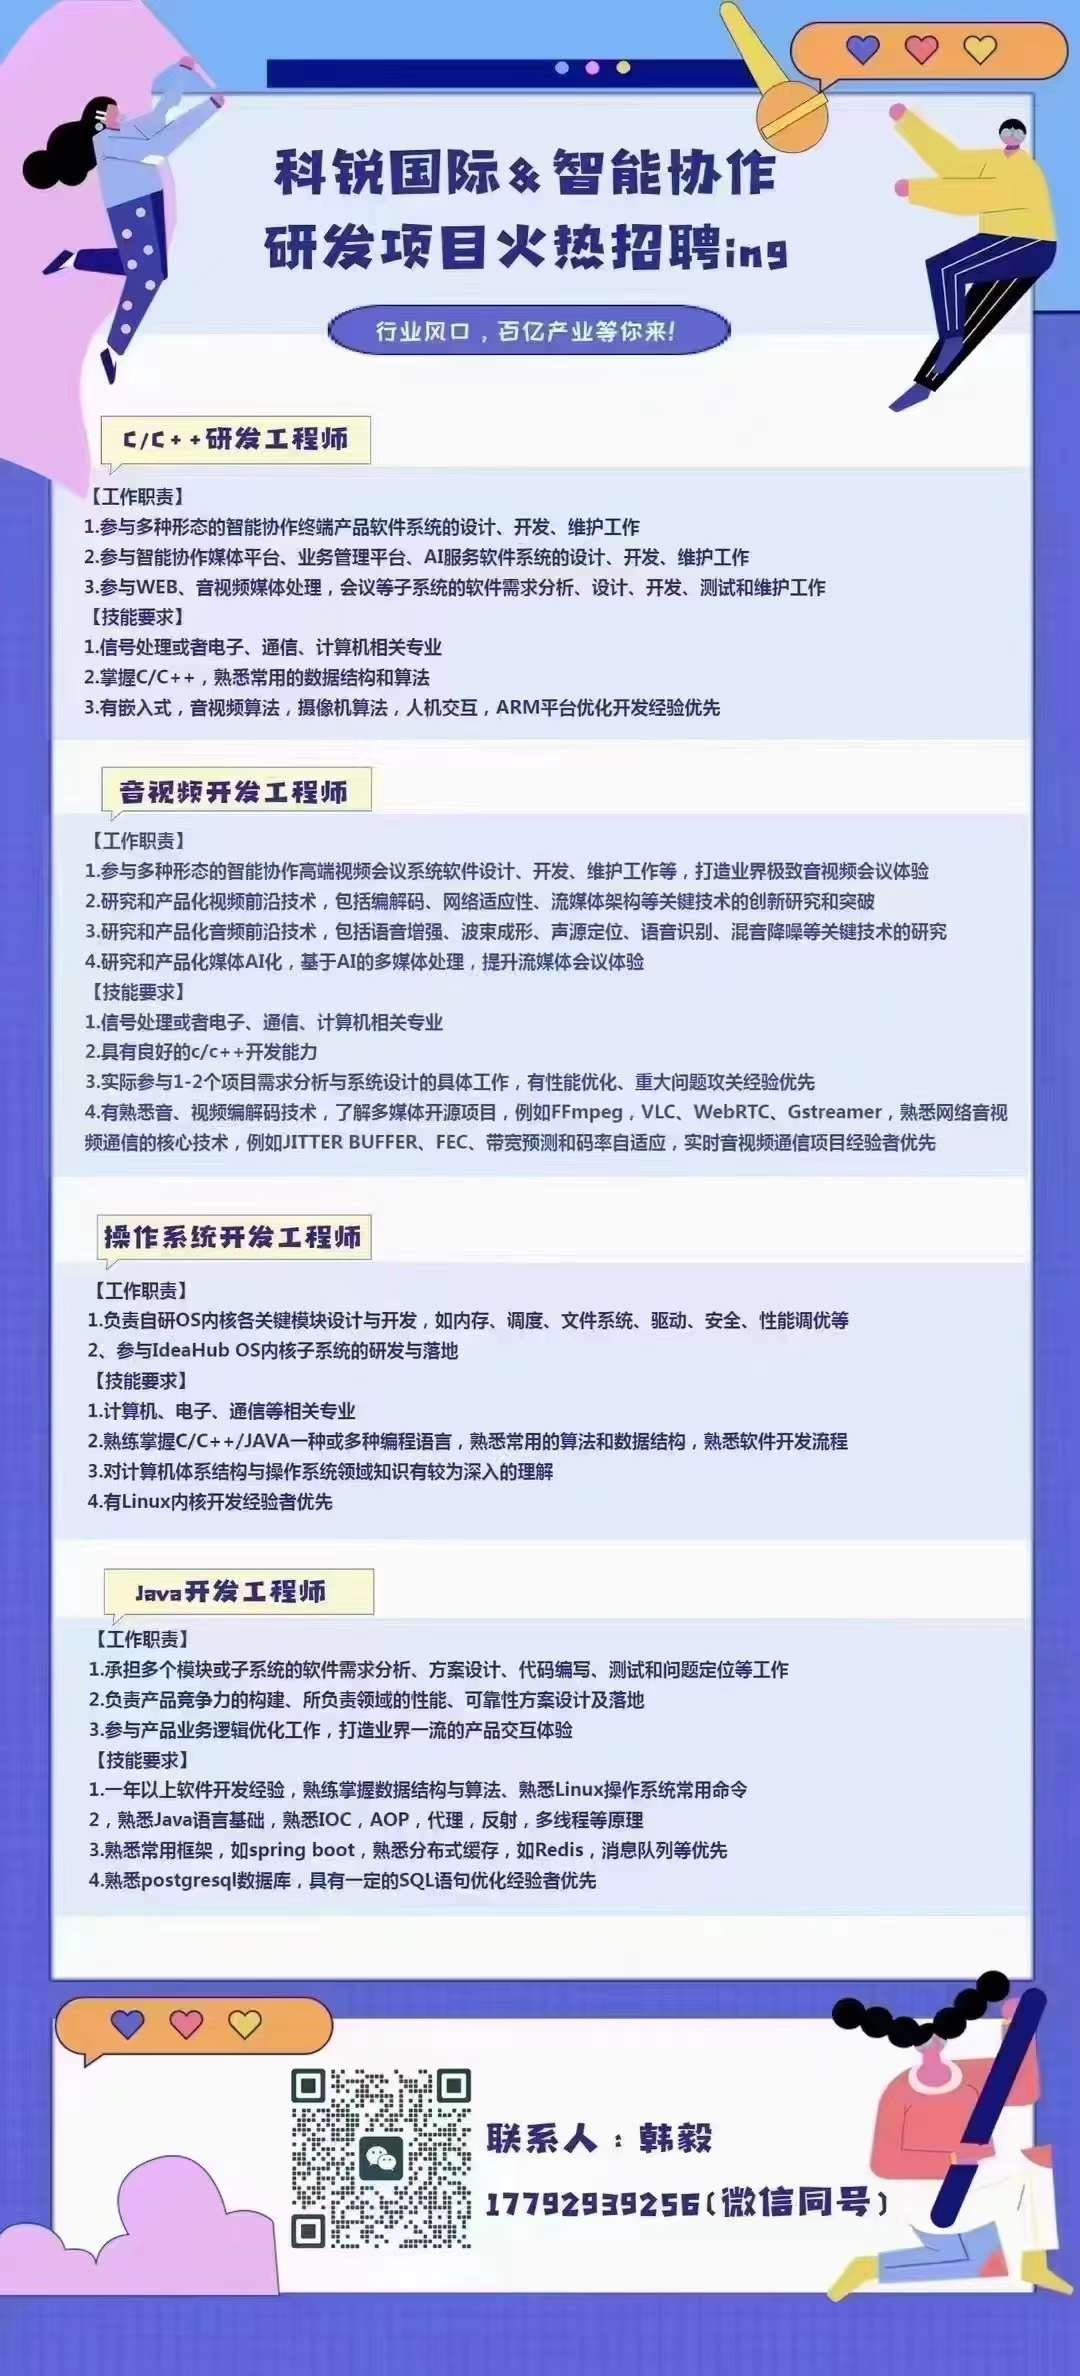 科锐国际&智能协作
研发项目火热招聘ing
行业风口，百亿产业等你来!
C/C++研发工程师
【工作职责】
1.参与多种形态的智能协作终端产品软件系统的设计、开发、维护工作
2.参与智能协作媒体平台、业务管理平台、AI服务软件系统的设计、开发、维护工作
3.参与WEB、音视频媒体处理，会议等子系统的软件需求分析、设计、开发、测试和维护工作
【技能要求】
1.信号处理或者电子、通信、计算机相关专业
2.掌握C/C++，熟悉常用的数据结构和算法
3.有嵌入式，音视频算法，摄像机算法，人机交互，ARM平台优化开发经验优先
音视频开发工程师
【工作职责】
1.参与多种形态的智能协作高端视频会议系统软件设计、开发、维护工作等，打造业界极致音视频会议体验
2.研究和产品化视频前沿技术，包括编解码、网络适应性、流媒体架构等关键技术的创新研究和突破
3.研究和产品化音频前沿技术，包括语音增强、波束成形、声源定位、语音识别、混音降噪等关键技术的研究
4.研究和产品化媒体AI化，基于AI的多媒体处理，提升流媒体会议体验
【技能要求】
1.信号处理或者电子、通信、计算机相关专业
2.具有良好的c/c++开发能力
3.实际参与1-2个项目需求分析与系统设计的具体工作，有性能优化、重大问题攻关经验优先
4.有熟悉音、视频编解码技术，了解多媒体开源项目，例如FFmpeg，VLC、WebRTC、Gstreamer，熟悉网络音视
频通信的核心技术，例如JITTER BUFFER、FEC、带宽预测和码率自适应，实时音视频通信项目经验者优先
操作系统开发工程师
【工作职责】
1.负责自研OS内核各关键模块设计与开发，如内存、调度、文件系统、驱动、安全、性能调优等
2、参与IdeaHub OS内核子系统的研发与落地
【技能要求】
1.计算机、电子、通信等相关专业
2.熟练掌握C/C++/JAVA一种或多种编程语言，熟悉常用的算法和数据结构，熟悉软件开发流程
3.对计算机体系结构与操作系统领域知识有较为深入的理解
4.有Linux内核开发经验者优先
Java开发工程师
【工作职责】
1.承担多个模块或子系统的软件需求分析、方案设计、代码编写、测试和问题定位等工作
2.负责产品竞争力的构建、所负责领域的性能、可靠性方案设计及落地
3.参与产品业务逻辑优化工作，打造业界一流的产品交互体验
【技能要求】
1.一年以上软件开发经验，熟练掌握数据结构与算法、熟悉Linux操作系统常用命令
2，熟悉Java语言基础，熟悉IOC，AOP，代理，反射，多线程等原理
3.熟悉常用框架，如spring boot，熟悉分布式缓存，如Redis，消息队列等优先
4.熟悉postgresql数据库，具有一定的SQL语句优化经验者优先
联系人：韩毅
17792939256(微信同号)